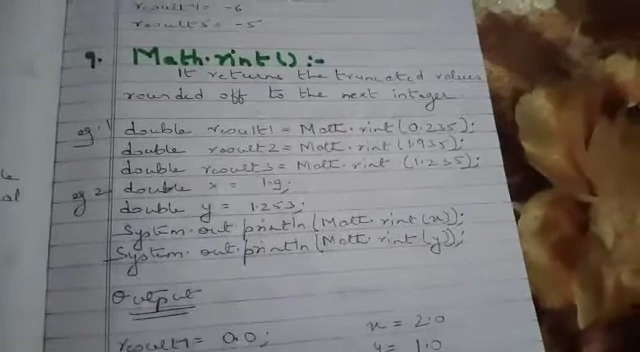 result1 = -6
result5 = -5
9. Math.rint() :-
It returns the truncated values
rounded off to the next integer
eg.1 double result1 = Math.rint(0.235);
double result2 = Math.rint(1.935);
double result3 = Math.rint (1.235);
eg 2 double x = 1.9;
double y = 1.253;
System.out.println(Math.rint(x));
System.out.println(Math.rint(y));
Output
result1 = 0.0; x = 2.0
y = 1.0
al